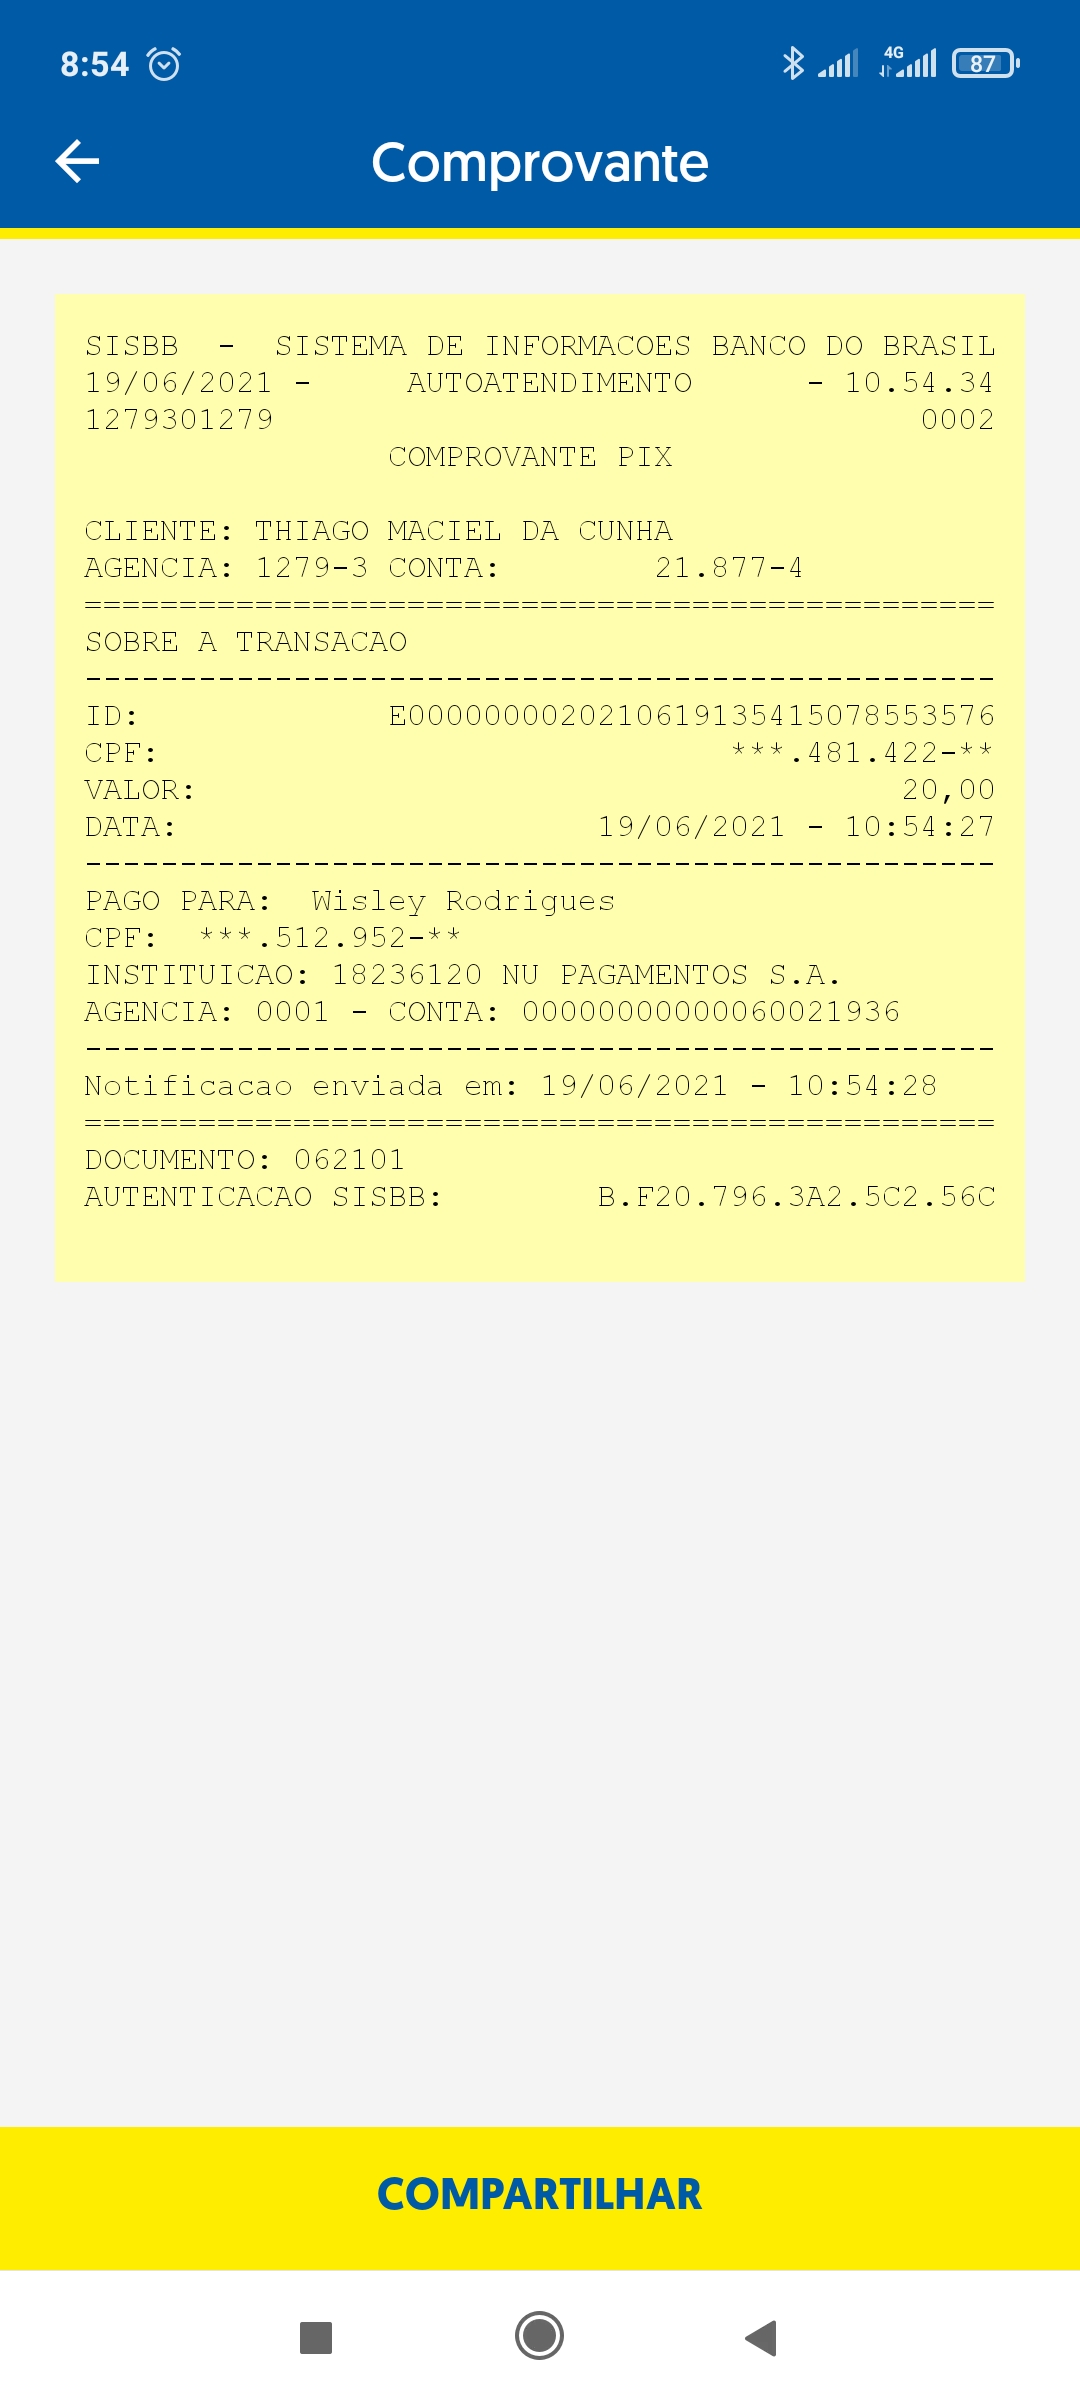 8:54 4G 87
Comprovante
SISBB - SISTEMA DE INFORMACOES BANCO DO BRASIL
19/06/2021 - AUTOATENDIMENTO - 10.54.34
1279301279 0002
COMPROVANTE PIX
CLIENTE: THIAGO MACIEL DA CUNHA
AGENCIA: 1279-3 CONTA: 21.877-4
================================================
SOBRE A TRANSACAO
------------------------------------------------
ID: E0000000020210619135415078553576
CPF: ***.481.422-**
VALOR: 20,00
DATA: 19/06/2021 - 10:54:27
------------------------------------------------
PAGO PARA: Wisley Rodrigues
CPF: ***.512.952-**
INSTITUICAO: 18236120 NU PAGAMENTOS S.A.
AGENCIA: 0001 - CONTA: 00000000000060021936
------------------------------------------------
Notificacao enviada em: 19/06/2021 - 10:54:28
================================================
DOCUMENTO: 062101
AUTENTICACAO SISBB: B.F20.796.3A2.5C2.56C
COMPARTILHAR